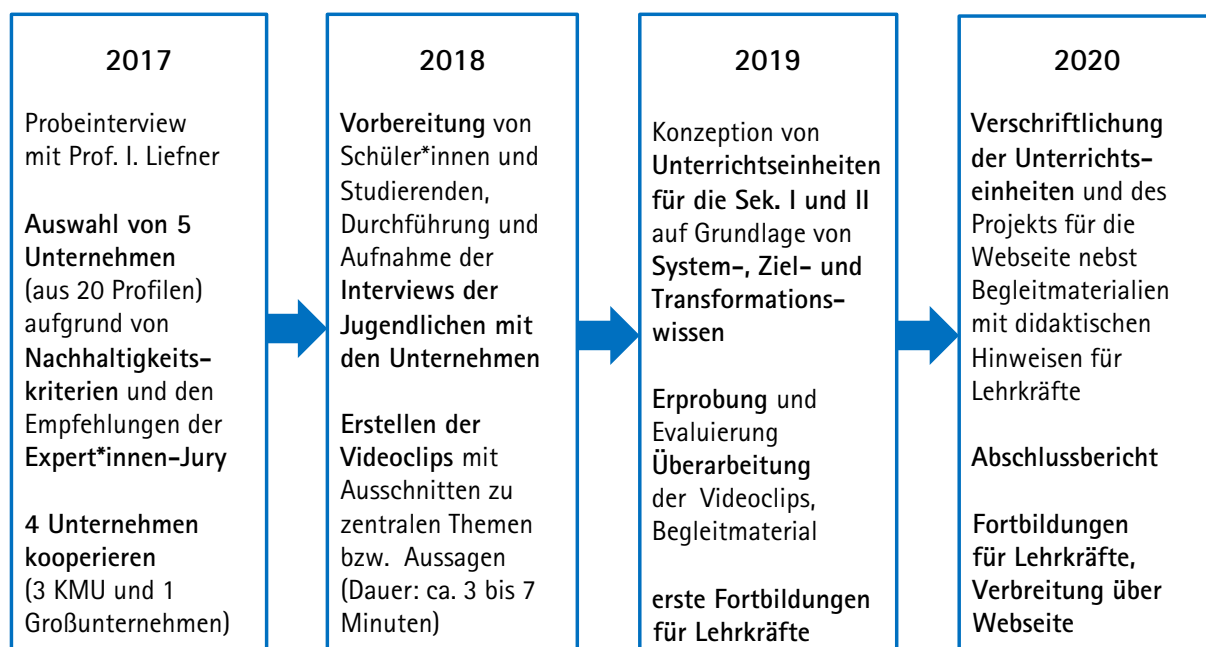 2017
Probeinterview
mit Prof. I. Liefner
Auswahl von 5
Unternehmen
(aus 20 Profilen)
aufgrund von
Nachhaltigkeits-
kriterien und den
Empfehlungen der
Expert*innen-Jury
4 Unternehmen
kooperieren
(3 KMU und 1
Großunternehmen)
2018
Vorbereitung von
Schüler*innen und
Studierenden,
Durchführung und
Aufnahme der
Interviews der
Jugendlichen mit
den Unternehmen
Erstellen der
Videoclips mit
Ausschnitten zu
zentralen Themen
bzw. Aussagen
(Dauer: ca. 3 bis 7
Minuten)
2019
Konzeption von
Unterrichtseinheiten
für die Sek. I und II
auf Grundlage von
System-, Ziel- und
Transformations-
wissen
Erprobung und
Evaluierung
Überarbeitung
der Videoclips,
Begleitmaterial
erste Fortbildungen
für Lehrkräfte
2020
Verschriftlichung
der Unterrichts-
einheiten und des
Projekts für die
Webseite nebst
Begleitmaterialien
mit didaktischen
Hinweisen für
Lehrkräfte
Abschlussbericht
Fortbildungen
für Lehrkräfte,
Verbreitung über
Webseite